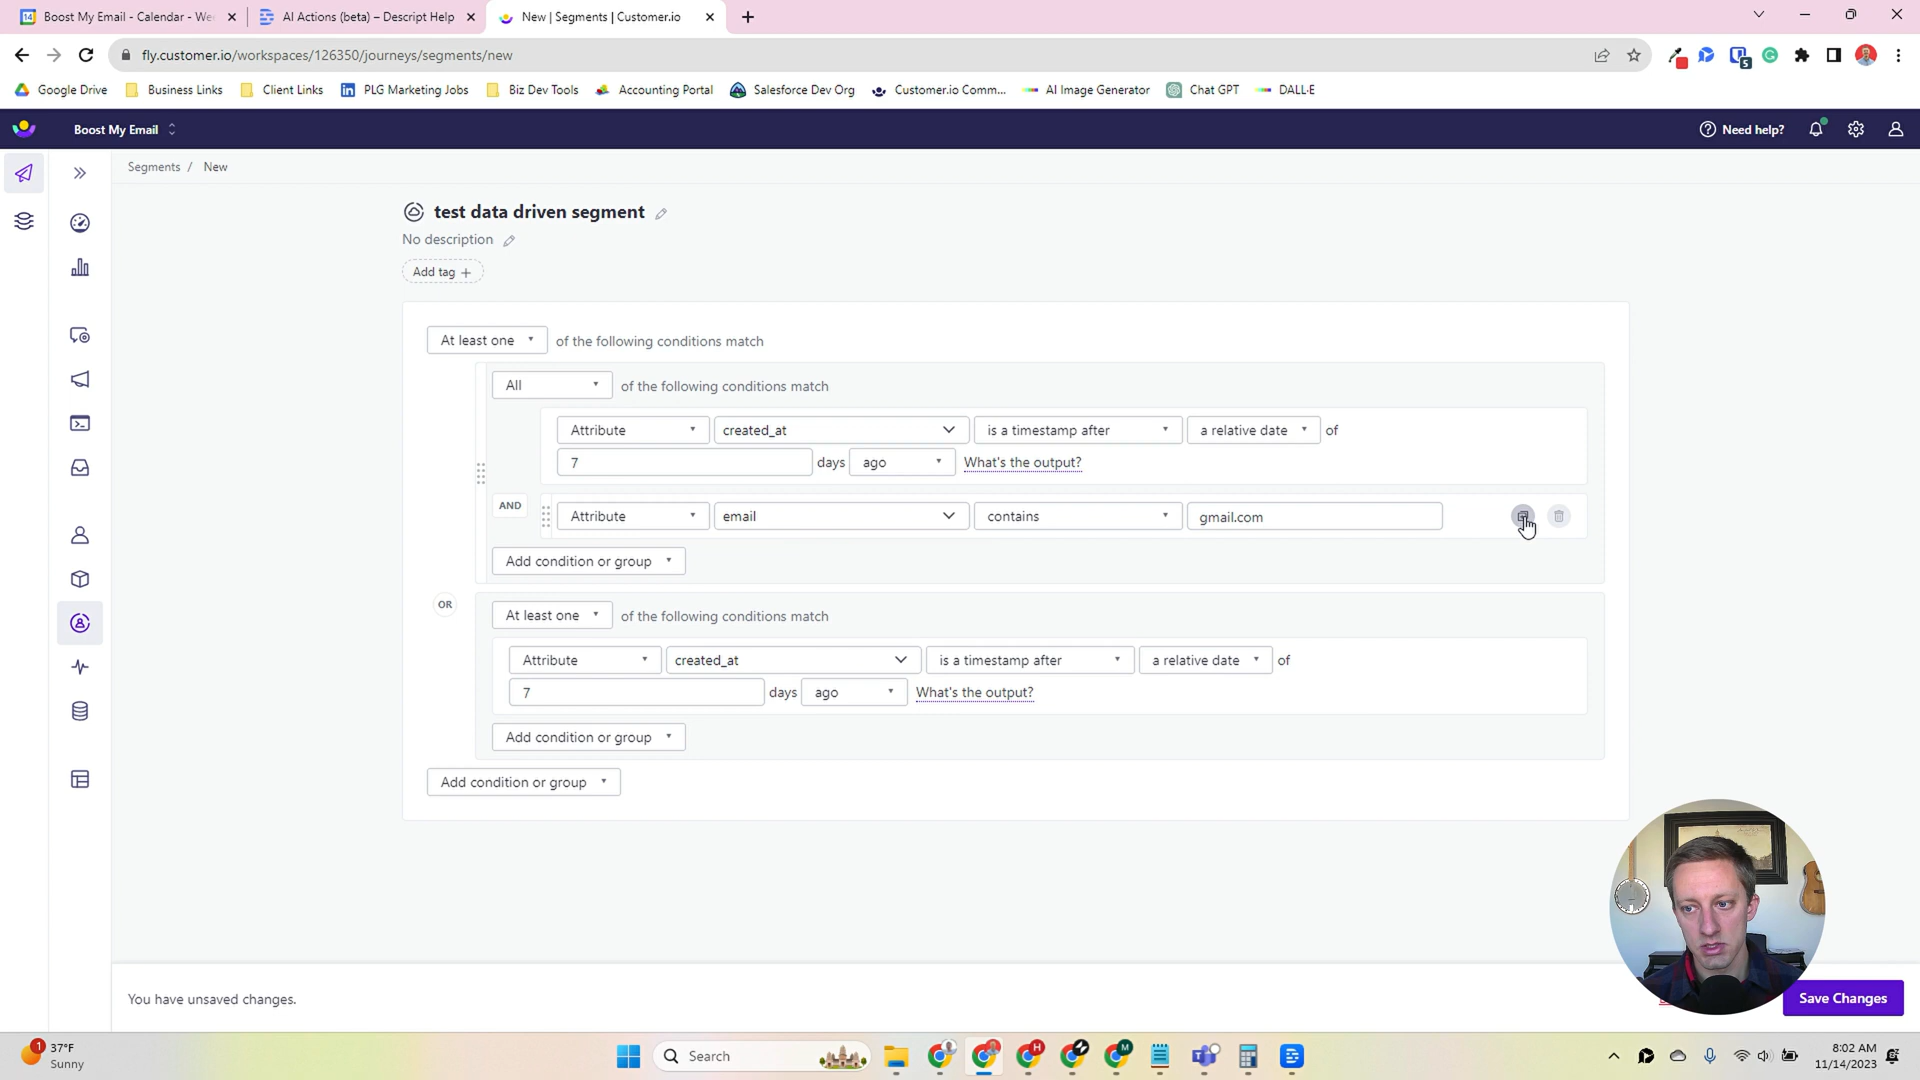 Boost My Email - Calendar - We
AI Actions (beta) – Descript Help
New | Segments | Customer.io
fly.customer.io/workspaces/126350/journeys/segments/new
Google Drive
Business Links
Client Links
PLG Marketing Jobs
Biz Dev Tools
Accounting Portal
Salesforce Dev Org
Customer.io Comm...
AI Image Generator
Chat GPT
DALL·E
Boost My Email
Need help?
Segments / New
test data driven segment
No description
Add tag +
At least one of the following conditions match
All of the following conditions match
Attribute created_at is a timestamp after a relative date of
7 days ago What's the output?
AND Attribute email contains gmail.com
Add condition or group
OR
At least one of the following conditions match
Attribute created_at is a timestamp after a relative date of
7 days ago What's the output?
Add condition or group
Add condition or group
You have unsaved changes.
Save Changes
37°F
Sunny
Search
8:02 AM
11/14/2023